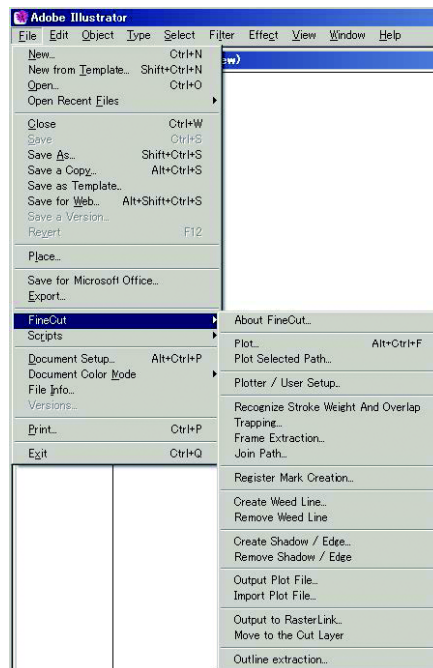 Adobe Illustrator
File Edit Object Type Select Filter Effect View Window Help
New... Ctrl+N
New from Template... Shift+Ctrl+N
Open... Ctrl+O
Open Recent Files
Close Ctrl+W
Save Ctrl+S
Save As... Shift+Ctrl+S
Save a Copy... Alt+Ctrl+S
Save as Template...
Save for Web... Alt+Shift+Ctrl+S
Save a Version...
Revert F12
Place...
Save for Microsoft Office...
Export...
FineCut
Scripts
Document Setup... Alt+Ctrl+P
Document Color Mode
File Info...
Versions...
Print... Ctrl+P
Exit Ctrl+Q
About FineCut...
Plot... Alt+Ctrl+F
Plot Selected Path...
Plotter / User Setup...
Recognize Stroke Weight And Overlap
Trapping...
Frame Extraction...
Join Path...
Register Mark Creation...
Create Weed Line...
Remove Weed Line
Create Shadow / Edge...
Remove Shadow / Edge
Output Plot File...
Import Plot File...
Output to RasterLink...
Move to the Cut Layer
Outline extraction...